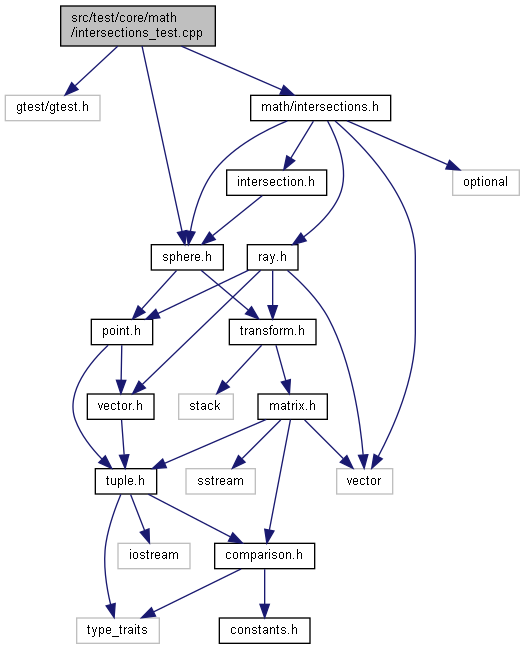 src/test/core/math
/intersections_test.cpp
gtest/gtest.h
math/intersections.h
intersection.h
optional
sphere.h
ray.h
point.h
transform.h
vector.h
stack
matrix.h
tuple.h
sstream
vector
iostream
comparison.h
type_traits
constants.h